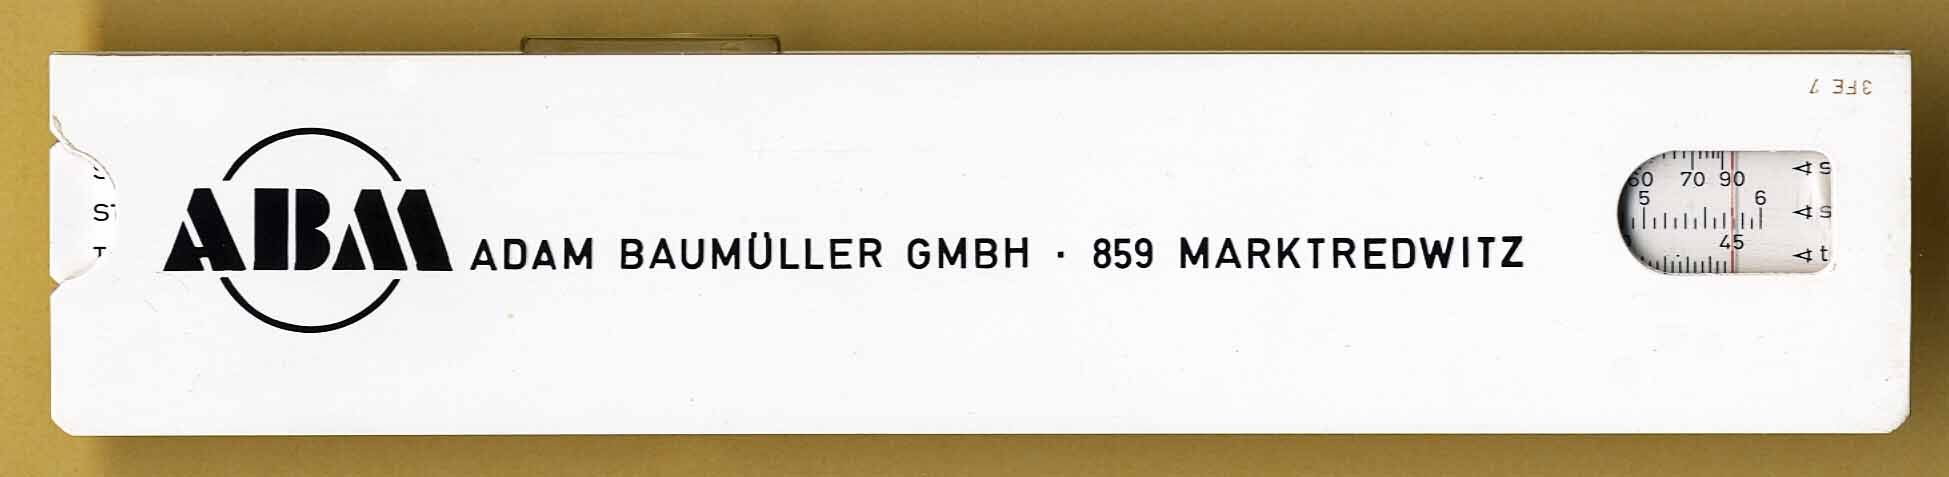 3FE 7
ABM ADAM BAUMÜLLER GMBH · 859 MARKTREDWITZ
60 70 90 S
5 6 S
45 t
S
T